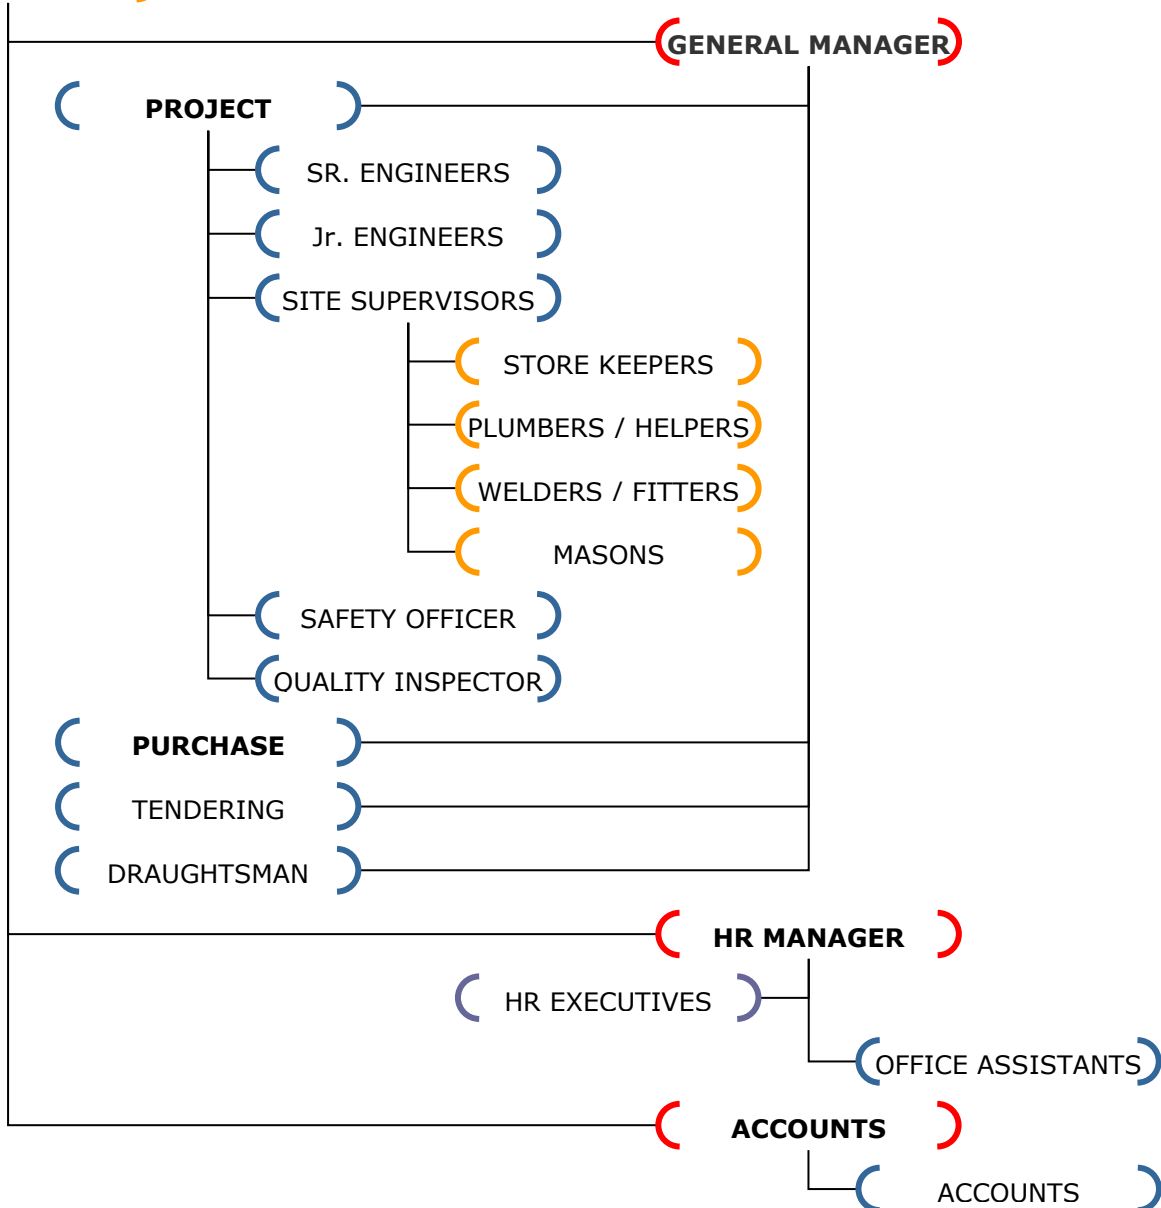 GENERAL MANAGER
PROJECT
SR. ENGINEERS
Jr. ENGINEERS
SITE SUPERVISORS
STORE KEEPERS
PLUMBERS / HELPERS
WELDERS / FITTERS
MASONS
SAFETY OFFICER
QUALITY INSPECTOR
PURCHASE
TENDERING
DRAUGHTSMAN
HR MANAGER
HR EXECUTIVES
OFFICE ASSISTANTS
ACCOUNTS
ACCOUNTS